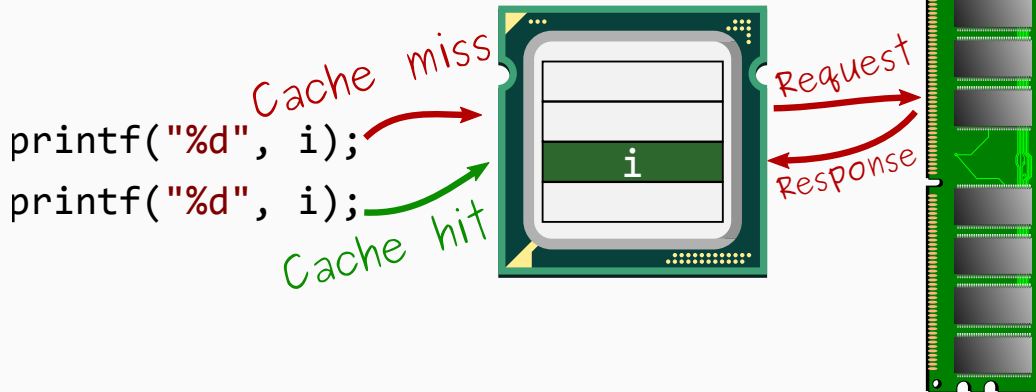 Cache miss
printf("%d", i);
printf("%d", i);
Cache hit
i
Request
Response